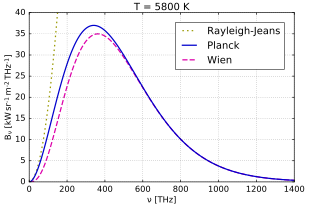 T = 5800 K
Rayleigh-Jeans
Planck
Wien
B_ν [kW sr⁻¹ m⁻² THz⁻¹]
40
35
30
25
20
15
10
5
0
0 200 400 600 800 1000 1200 1400
ν [THz]